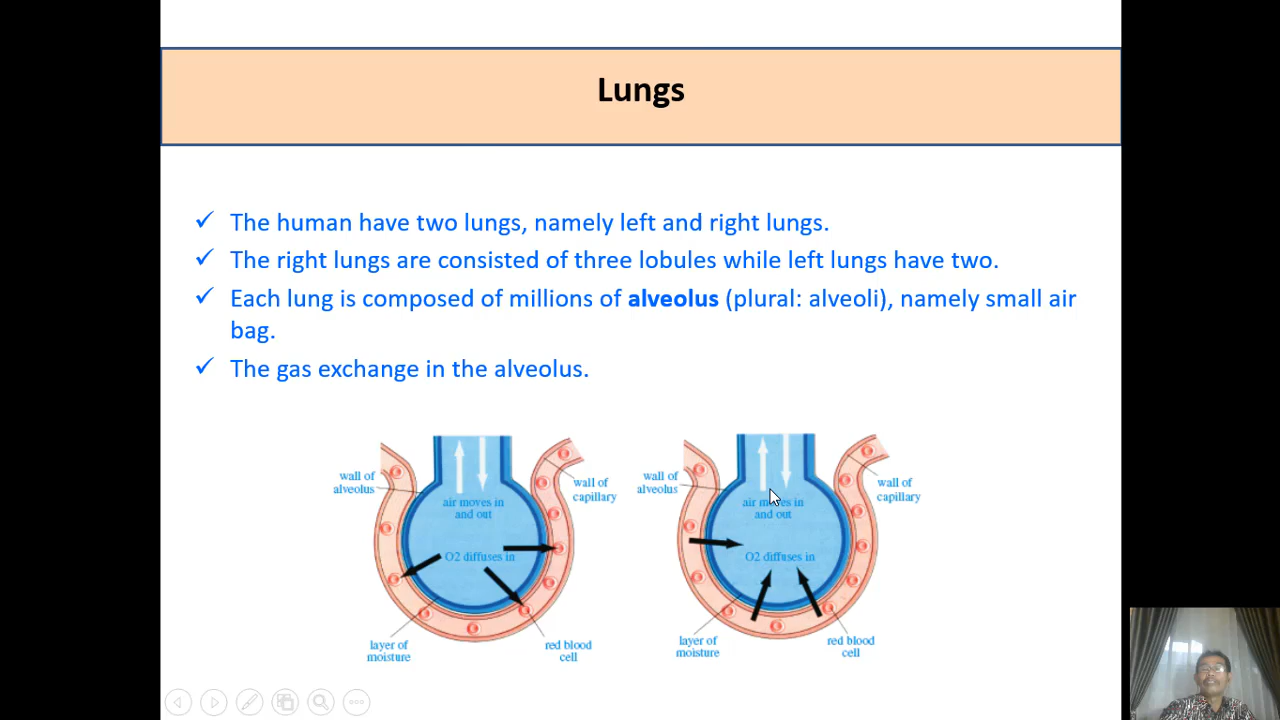 Lungs
✓ The human have two lungs, namely left and right lungs.
✓ The right lungs are consisted of three lobules while left lungs have two.
✓ Each lung is composed of millions of alveolus (plural: alveoli), namely small air
bag.
✓ The gas exchange in the alveolus.
wall of
alveolus
air moves in
and out
wall of
capillary
O2 diffuses in
layer of
moisture
red blood
cell
wall of
alveolus
air moves in
and out
wall of
capillary
O2 diffuses in
layer of
moisture
red blood
cell